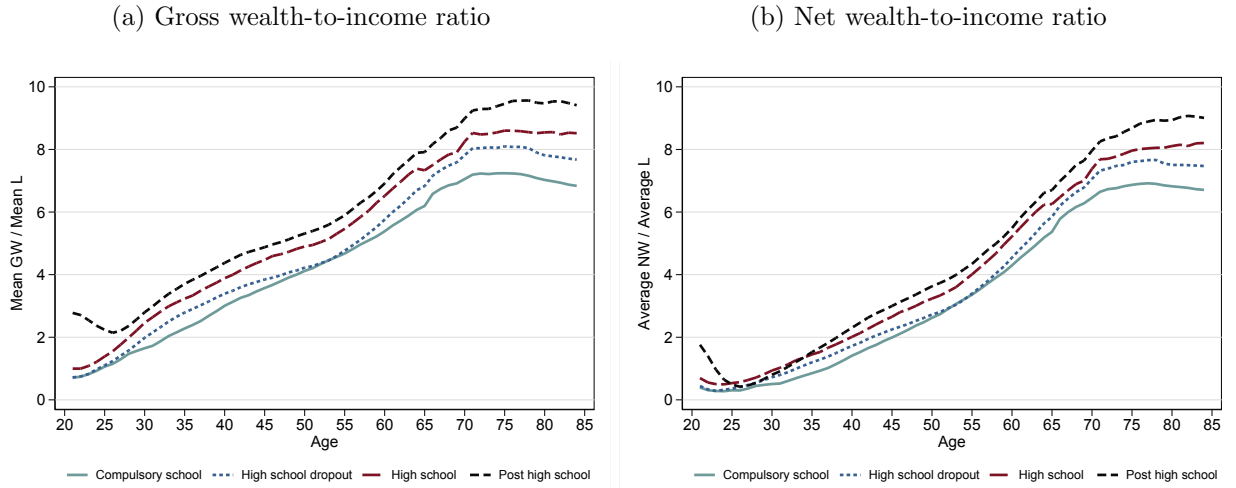 (a) Gross wealth-to-income ratio
Mean GW / Mean L
10
8
6
4
2
0
20 25 30 35 40 45 50 55 60 65 70 75 80 85
Age
Compulsory school High school dropout High school Post high school
(b) Net wealth-to-income ratio
Average NW / Average L
10
8
6
4
2
0
20 25 30 35 40 45 50 55 60 65 70 75 80 85
Age
Compulsory school High school dropout High school Post high school